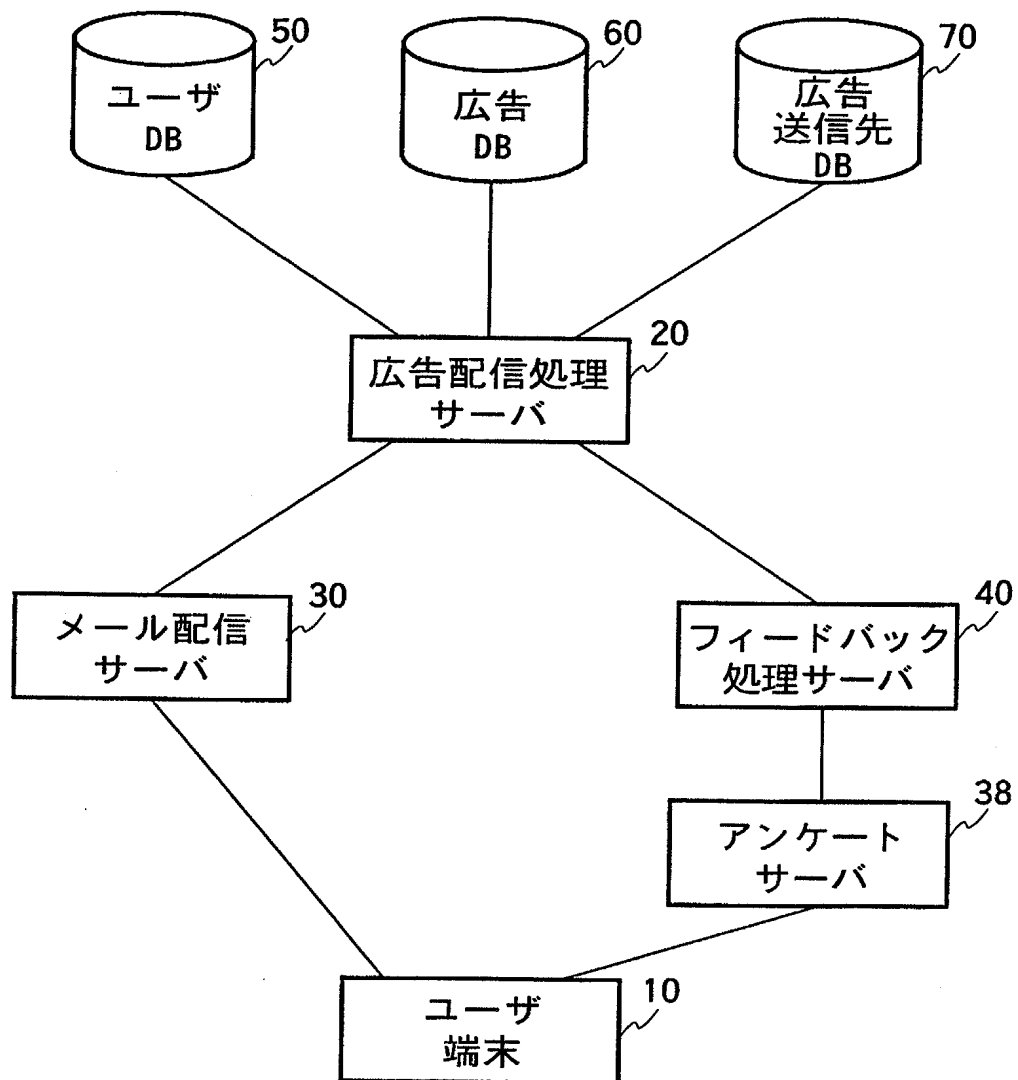 50
ユーザ
DB
60
広告
DB
70
広告
送信先
DB
20
広告配信処理
サーバ
30
メール配信
サーバ
40
フィードバック
処理サーバ
38
アンケート
サーバ
10
ユーザ
端末